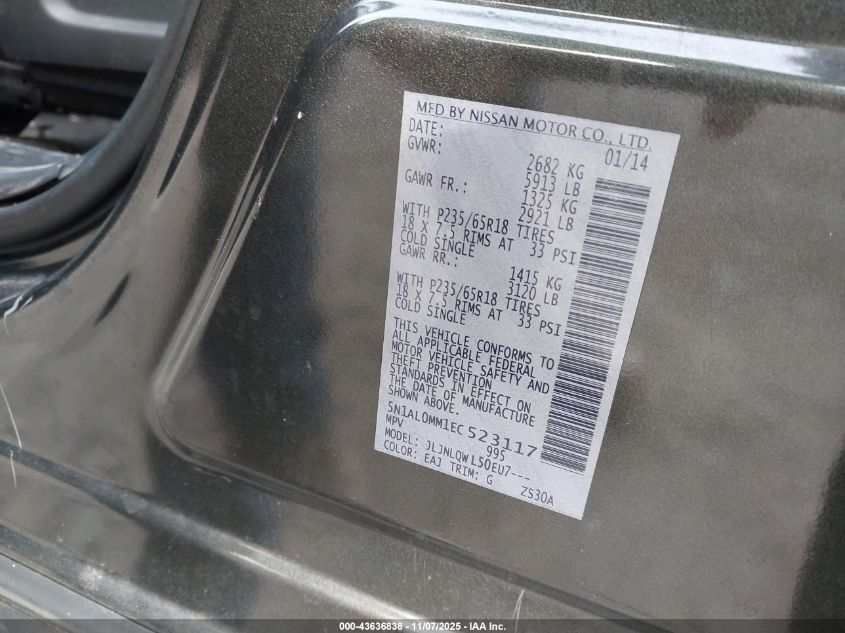 MFD BY NISSAN MOTOR CO., LTD.
DATE: 01/14
GVWR: 2682 KG
5913 LB
GAWR FR.: 1325 KG
2921 LB
WITH P235/65R18 TIRES
18 X 7.5 RIMS AT 33 PSI
COLD SINGLE
GAWR RR.: 1415 KG
3120 LB
WITH P235/65R18 TIRES
18 X 7.5 RIMS AT 33 PSI
COLD SINGLE
THIS VEHICLE CONFORMS TO
ALL APPLICABLE FEDERAL
MOTOR VEHICLE SAFETY AND
THEFT PREVENTION
STANDARDS IN EFFECT ON
THE DATE OF MANUFACTURE
SHOWN ABOVE.
5N1AL0MM1EC523117
MPV 995
MODEL: JLJNLQWL50EU7---
COLOR: EAJ TRIM: G ZS30A
000-43636838 - 11/07/2025 - IAA Inc.